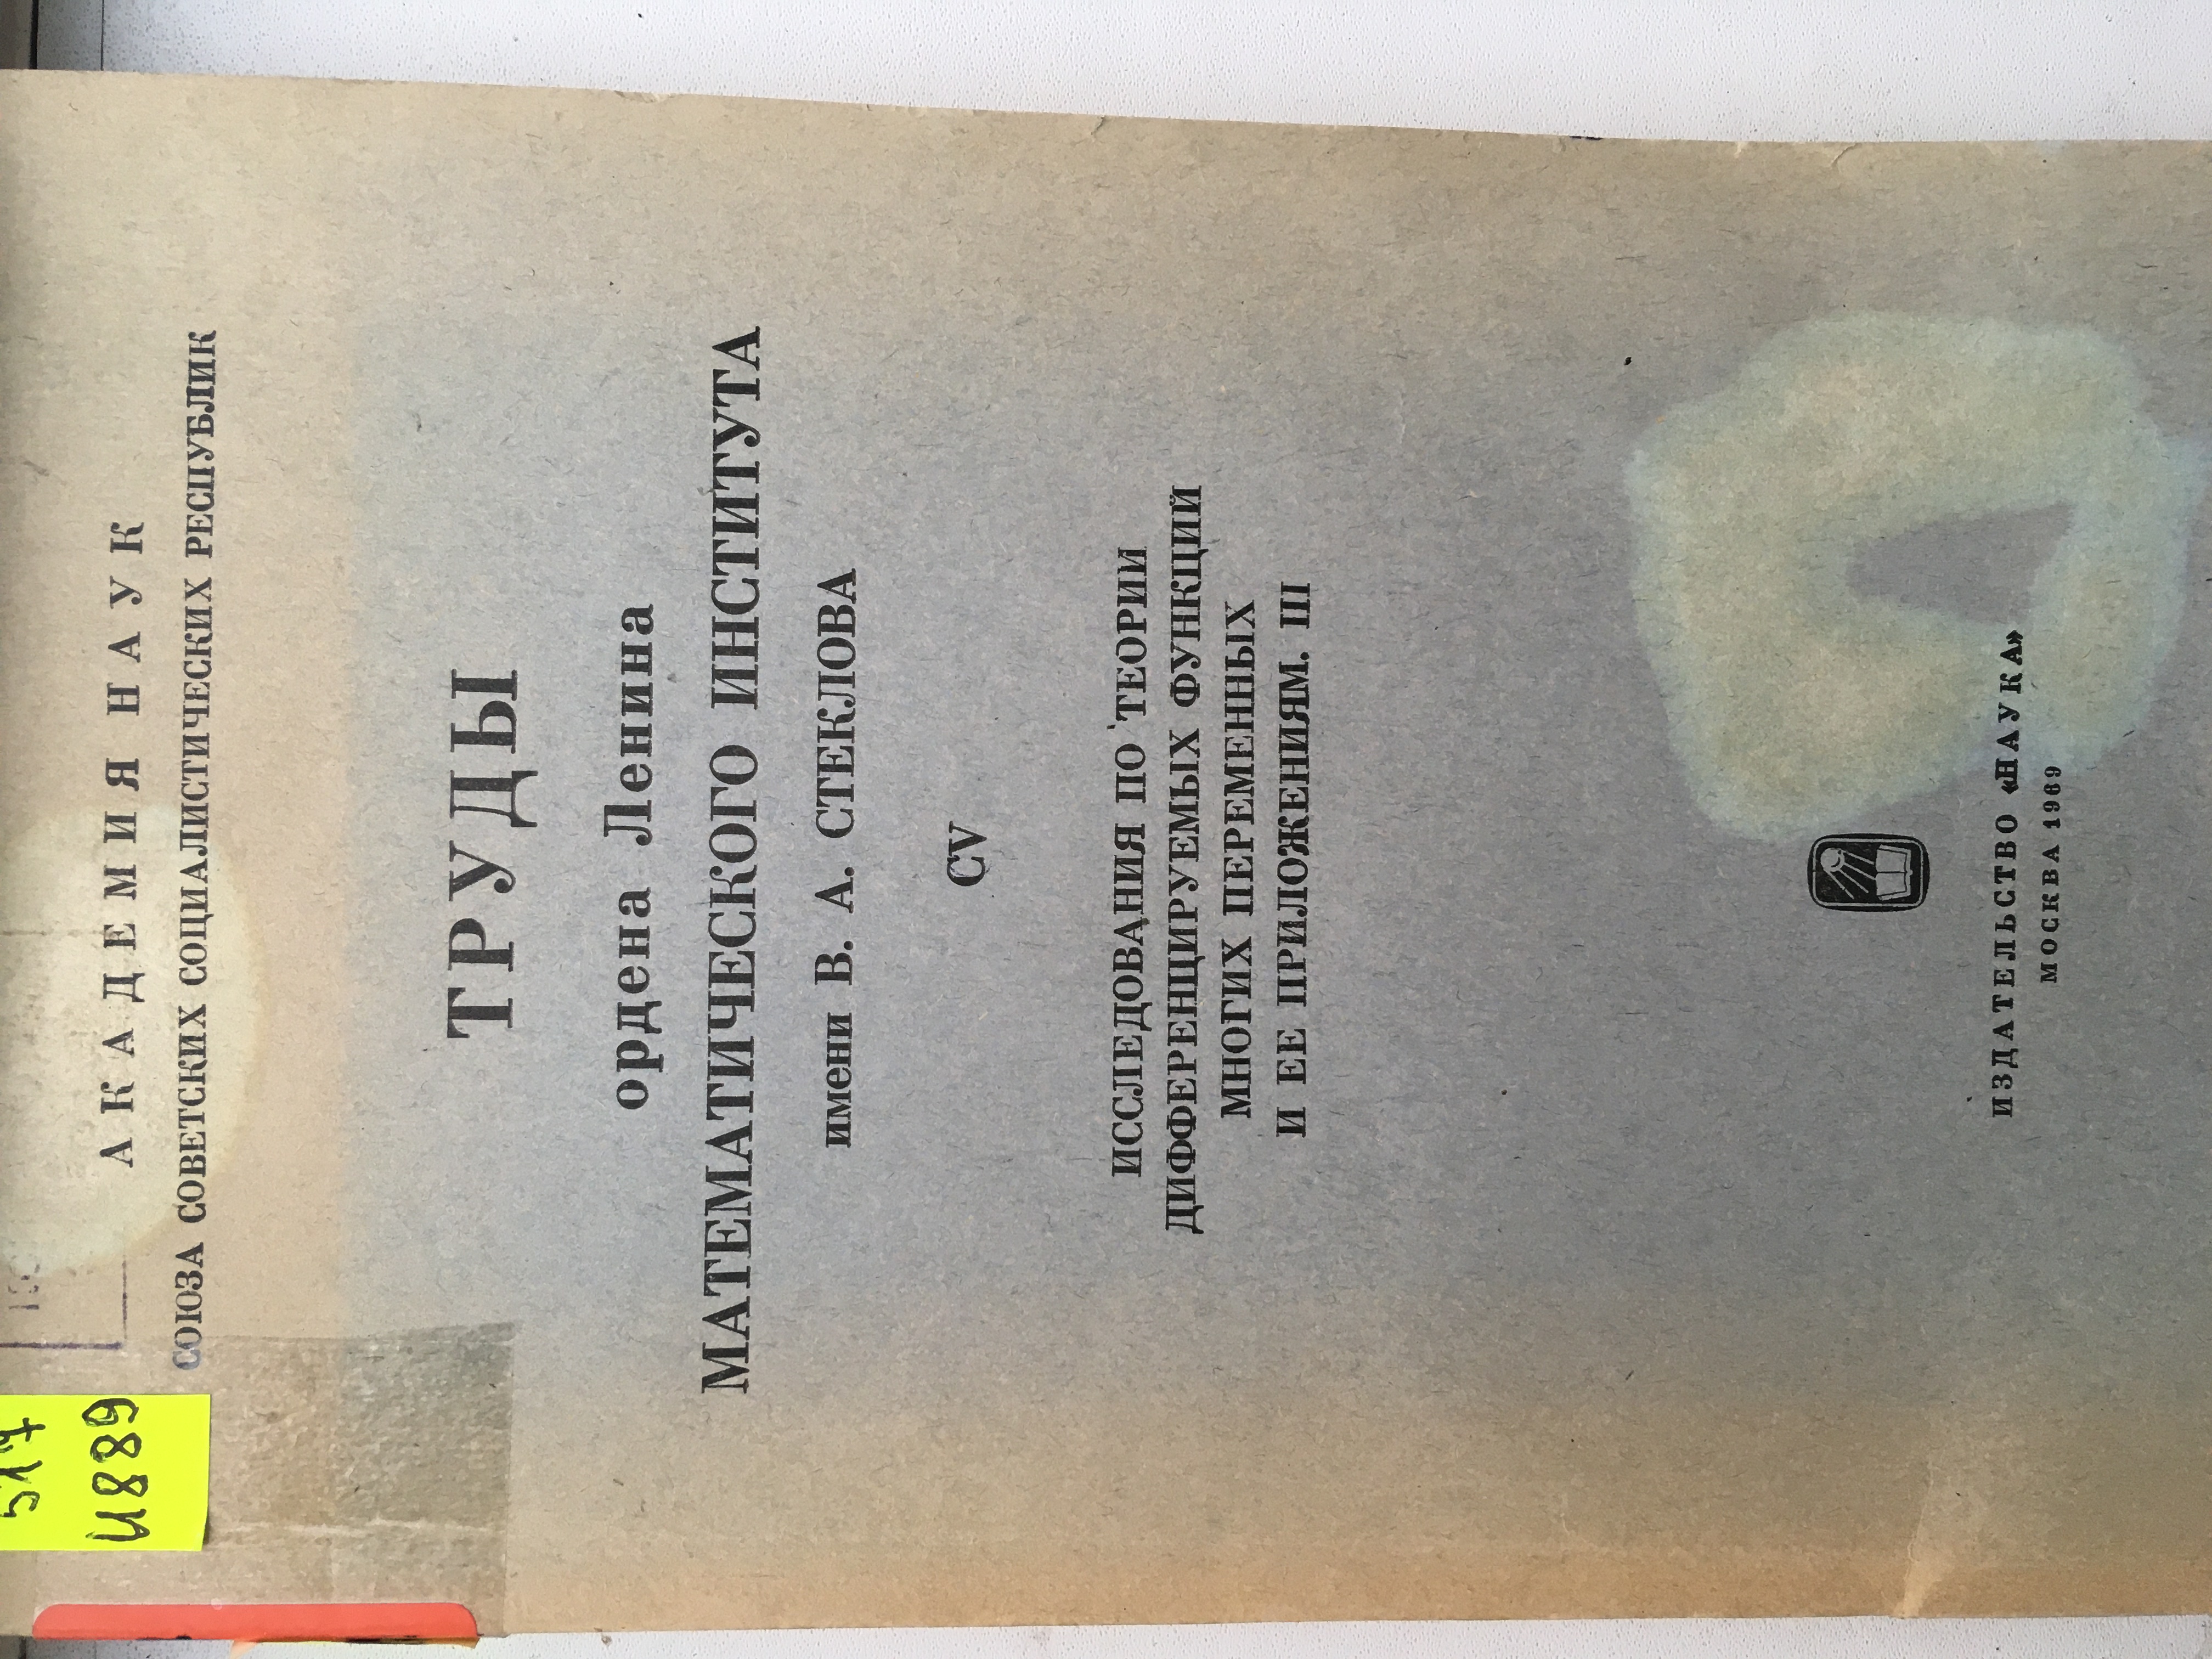 517
И889
АКАДЕМИЯ НАУК
СОЮЗА СОВЕТСКИХ СОЦИАЛИСТИЧЕСКИХ РЕСПУБЛИК
ТРУДЫ
ордена Ленина
МАТЕМАТИЧЕСКОГО ИНСТИТУТА
имени В. А. СТЕКЛОВА
CV
ИССЛЕДОВАНИЯ ПО ТЕОРИИ
ДИФФЕРЕНЦИРУЕМЫХ ФУНКЦИЙ
МНОГИХ ПЕРЕМЕННЫХ
И ЕЕ ПРИЛОЖЕНИЯМ. III
ИЗДАТЕЛЬСТВО «НАУКА»
МОСКВА 1969